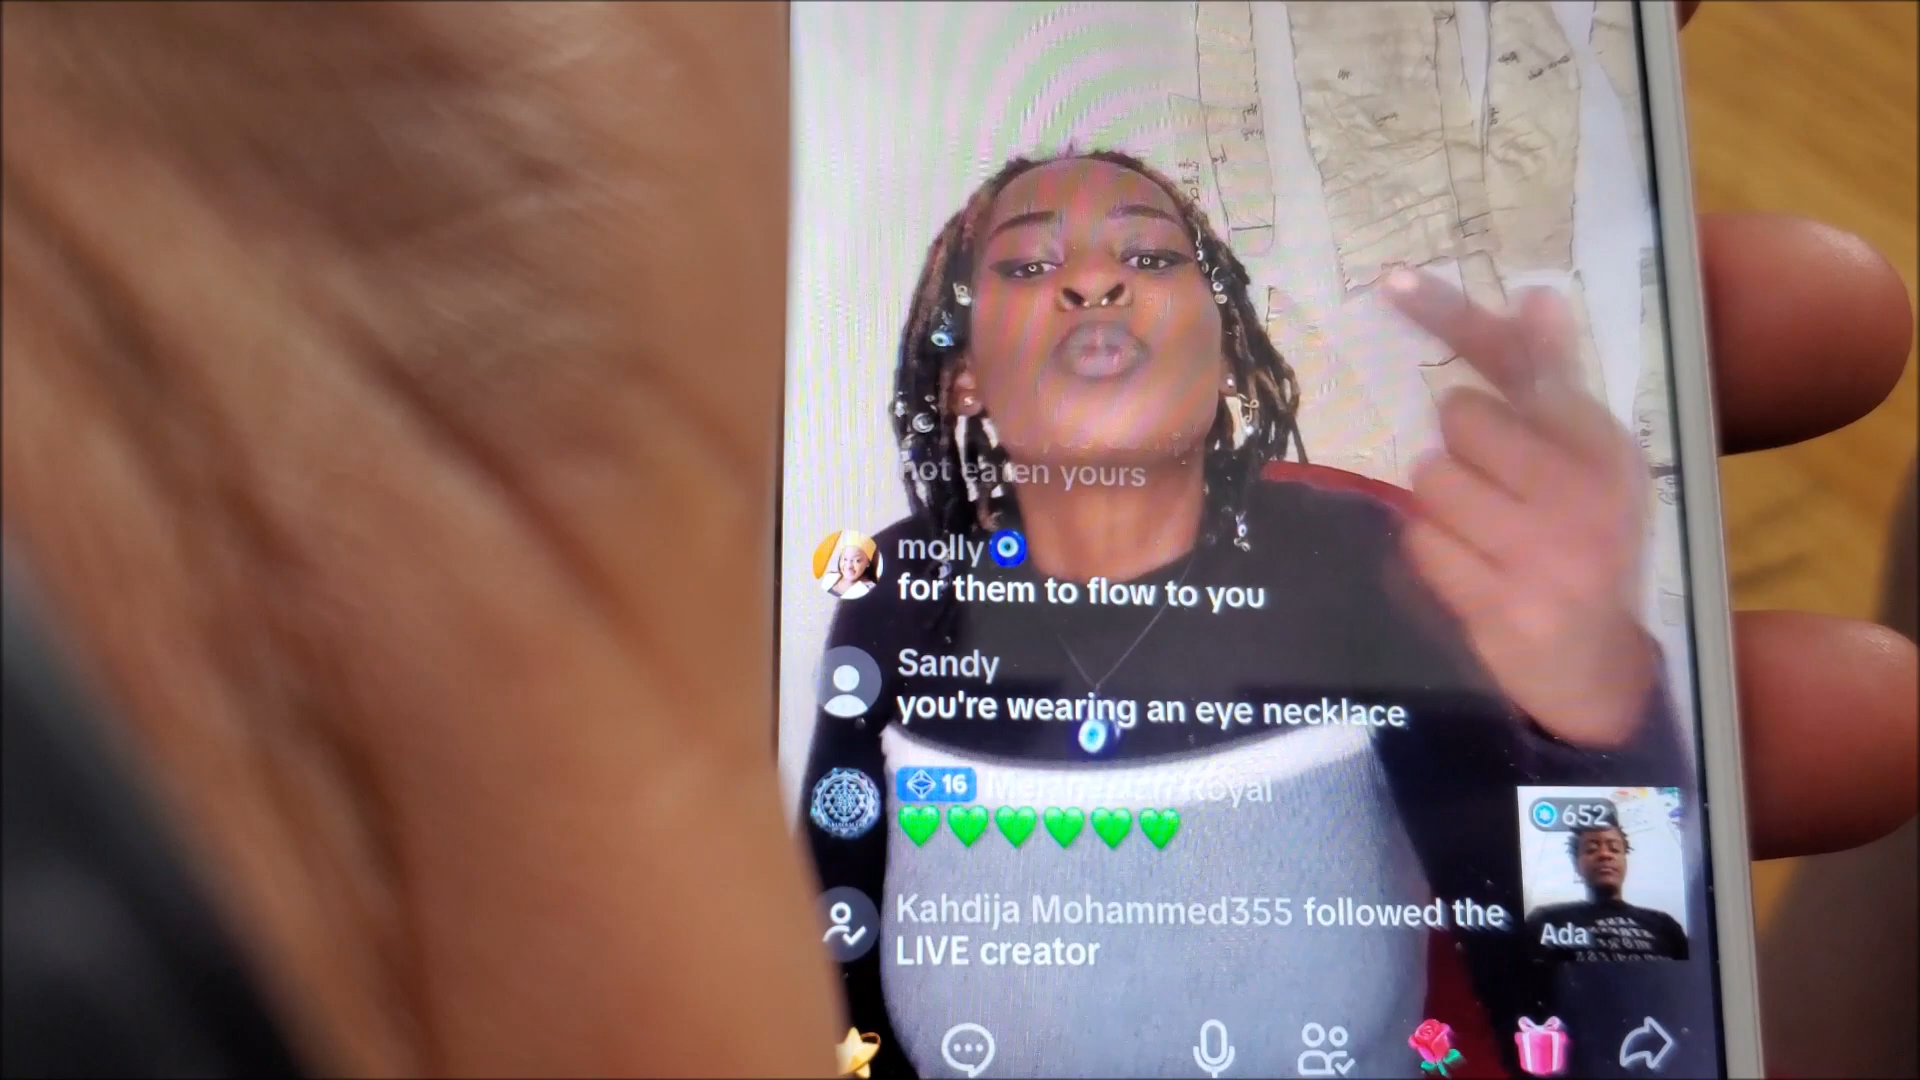 not eaten yours
molly
for them to flow to you
Sandy
you're wearing an eye necklace
16
Royal
652
Kahdija Mohammed355 followed the
LIVE creator
Ada